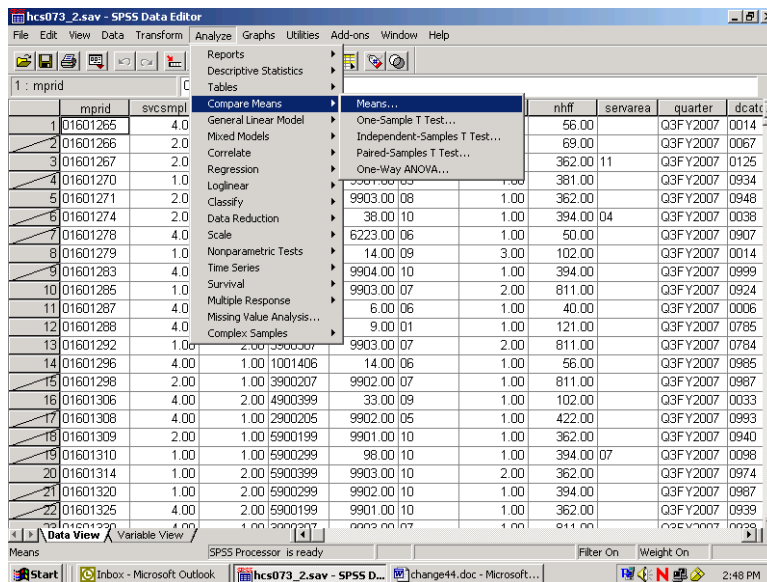 hcs073_2.sav - SPSS Data Editor
File Edit View Data Transform Analyze Graphs Utilities Add-ons Window Help
1 : mprid
Reports
Descriptive Statistics
Tables
Compare Means
General Linear Model
Mixed Models
Correlate
Regression
Loglinear
Classify
Data Reduction
Scale
Nonparametric Tests
Time Series
Survival
Multiple Response
Missing Value Analysis...
Complex Samples
Means...
One-Sample T Test...
Independent-Samples T Test...
Paired-Samples T Test...
One-Way ANOVA...
mprid svcsmpl nhff servarea quarter dcatc
1 01601265 4.0 56.00 Q3FY2007 0014
2 01601266 2.0 69.00 Q3FY2007 0067
3 01601267 2.0 362.00 11 Q3FY2007 0125
4 01601270 1.0 381.00 Q3FY2007 0934
5 01601271 2.0 9903.00 08 1.00 362.00 Q3FY2007 0948
6 01601274 2.0 38.00 10 1.00 394.00 04 Q3FY2007 0038
7 01601278 4.0 6223.00 06 1.00 50.00 Q3FY2007 0907
8 01601279 1.0 14.00 09 3.00 102.00 Q3FY2007 0014
9 01601283 4.0 9904.00 10 1.00 394.00 Q3FY2007 0999
10 01601285 1.0 9903.00 07 2.00 811.00 Q3FY2007 0924
11 01601287 4.0 6.00 06 1.00 40.00 Q3FY2007 0006
12 01601288 4.0 9.00 01 1.00 121.00 Q3FY2007 0785
13 01601292 1.00 2.00 9903.00 07 2.00 811.00 Q3FY2007 0784
14 01601296 4.00 1.00 1001406 14.00 06 1.00 56.00 Q3FY2007 0985
15 01601298 2.00 1.00 3900207 9902.00 07 1.00 811.00 Q3FY2007 0987
16 01601306 4.00 2.00 4900399 33.00 09 1.00 102.00 Q3FY2007 0033
17 01601308 4.00 1.00 2900205 9902.00 05 1.00 422.00 Q3FY2007 0993
18 01601309 2.00 1.00 5900199 9901.00 10 1.00 362.00 Q3FY2007 0940
19 01601310 1.00 1.00 5900299 98.00 10 1.00 394.00 07 Q3FY2007 0098
20 01601314 1.00 2.00 5900399 9903.00 10 2.00 362.00 Q3FY2007 0974
21 01601320 1.00 2.00 5900299 9902.00 10 1.00 394.00 Q3FY2007 0987
22 01601325 4.00 2.00 5900199 9901.00 10 1.00 362.00 Q3FY2007 0939
Data View Variable View
Means SPSS Processor is ready Filter On Weight On
Start Inbox - Microsoft Outlook hcs073_2.sav - SPSS D... change44.doc - Microsoft... 2:48 PM